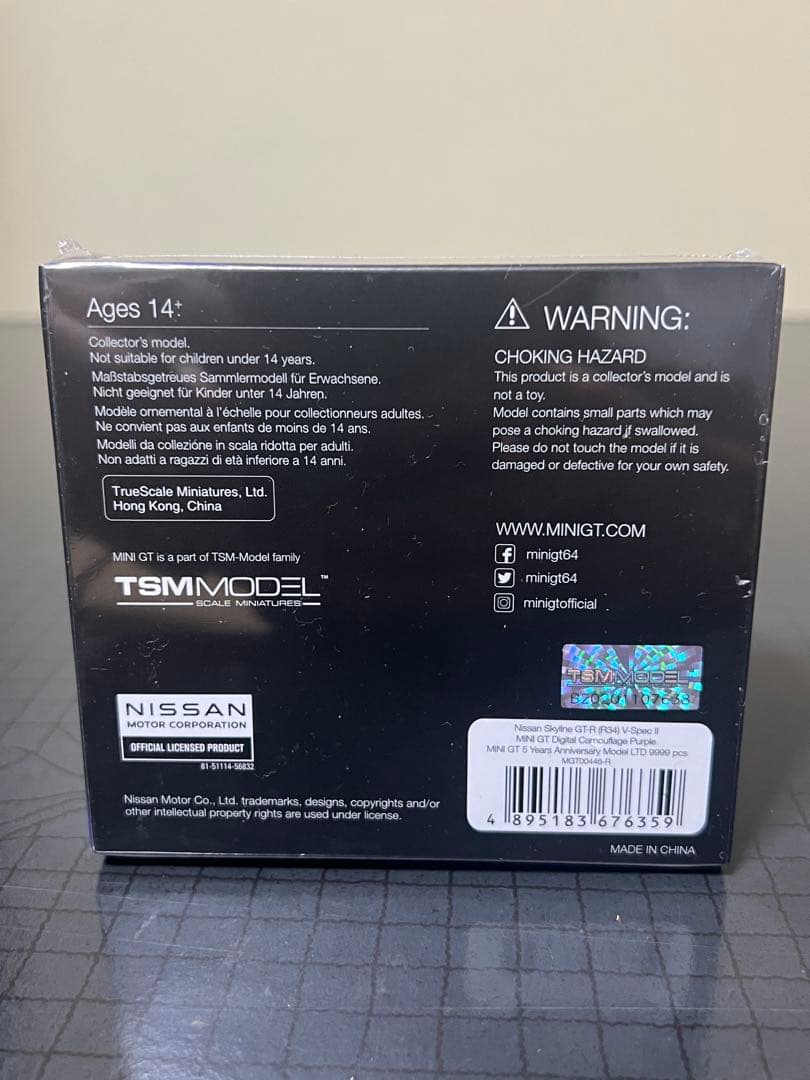 Ages 14+
Collector's model.
Not suitable for children under 14 years.
Maßstabsgetreues Sammlermodell für Erwachsene.
Nicht geeignet für Kinder unter 14 Jahren.
Modèle ornemental à l'échelle pour collectionneurs adultes.
Ne convient pas aux enfants de moins de 14 ans.
Modelli da collezióne in scala ridotta per adulti.
Non adatti a ragazzi di età inferiore a 14 anni.
TrueScale Miniatures, Ltd.
Hong Kong, China
MINI GT is a part of TSM-Model family
TSMMODEL™
SCALE MINIATURES
NISSAN
MOTOR CORPORATION
OFFICIAL LICENSED PRODUCT
81-51114-56832
Nissan Motor Co., Ltd. trademarks, designs, copyrights and/or
other intellectual property rights are used under license.
WARNING:
CHOKING HAZARD
This product is a collector's model and is
not a toy.
Model contains small parts which may
pose a choking hazard if swallowed.
Please do not touch the model if it is
damaged or defective for your own safety.
WWW.MINIGT.COM
minigt64
minigt64
minigtofficial
TSMMODEL
Nissan Skyline GT-R (R34) V-Spec II
MINI GT Digital Camouflage Purple
MINI GT 5 Years Anniversary Model LTD 9999 pcs
MGT00446-R
4 895183 676359
MADE IN CHINA